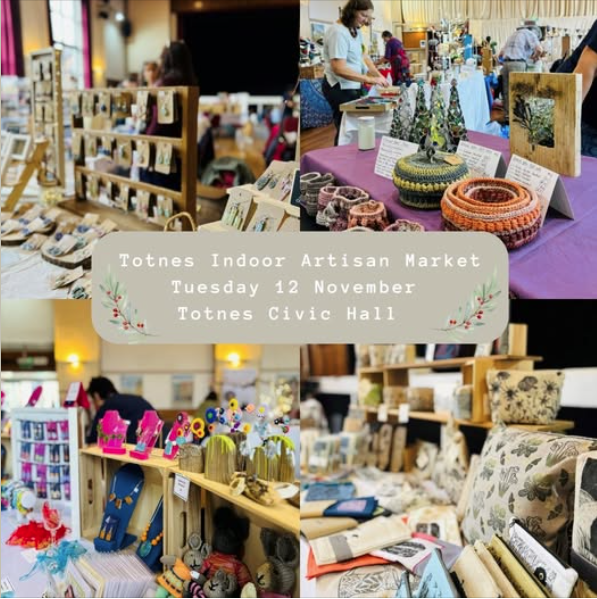 Totnes Indoor Artisan Market
Tuesday 12 November
Totnes Civic Hall